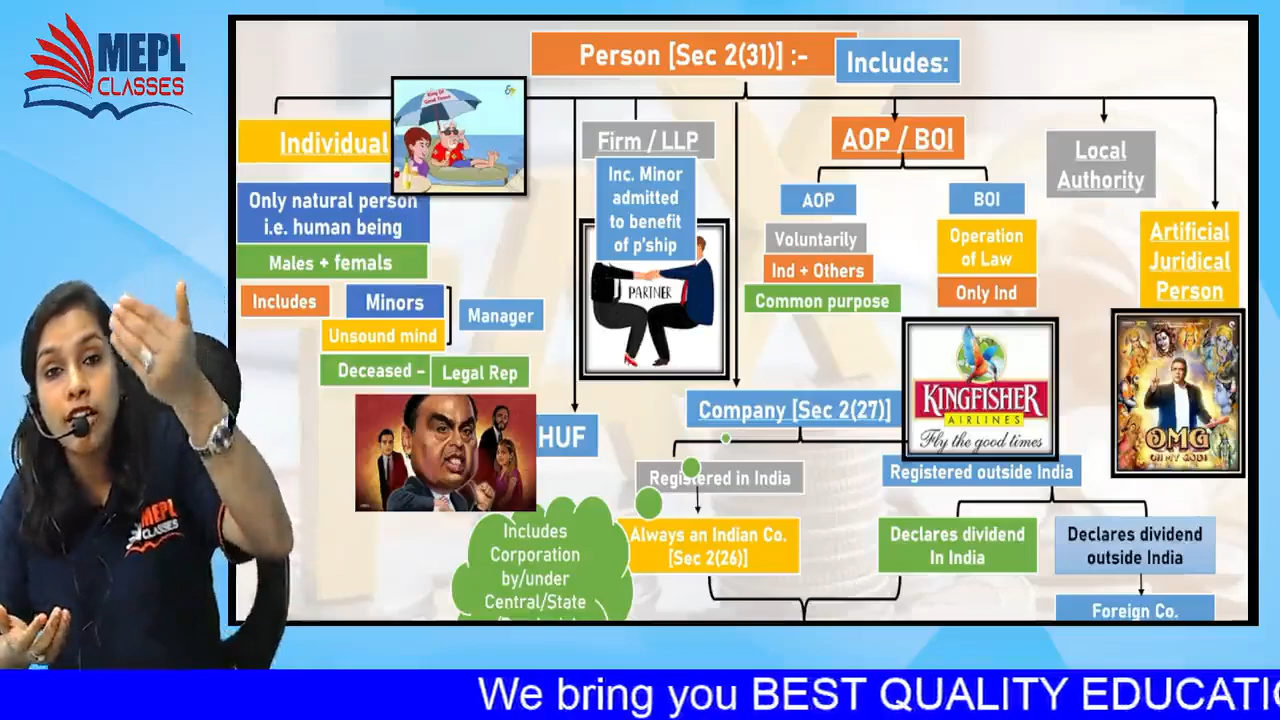 MEPL
CLASSES
Person [Sec 2(31)] :-
Includes:
Individual
Only natural person
i.e. human being
Males + femals
Includes
Minors
Unsound mind
Manager
Deceased –
Legal Rep
HUF
Firm / LLP
Inc. Minor
admitted
to benefit
of p'ship
PARTNER
AOP / BOI
AOP
Voluntarily
Ind + Others
Common purpose
BOI
Operation
of Law
Only Ind
Local
Authority
Artificial
Juridical
Person
KINGFISHER
AIRLINES
Fly the good times
OMG
OH MY GOD!
Company [Sec 2(27)]
Registered in India
Always an Indian Co.
[Sec 2(26)]
Includes
Corporation
by/under
Central/State
Registered outside India
Declares dividend
In India
Declares dividend
outside India
Foreign Co.
MEPL
CLASSES
We bring you BEST QUALITY EDUCATI